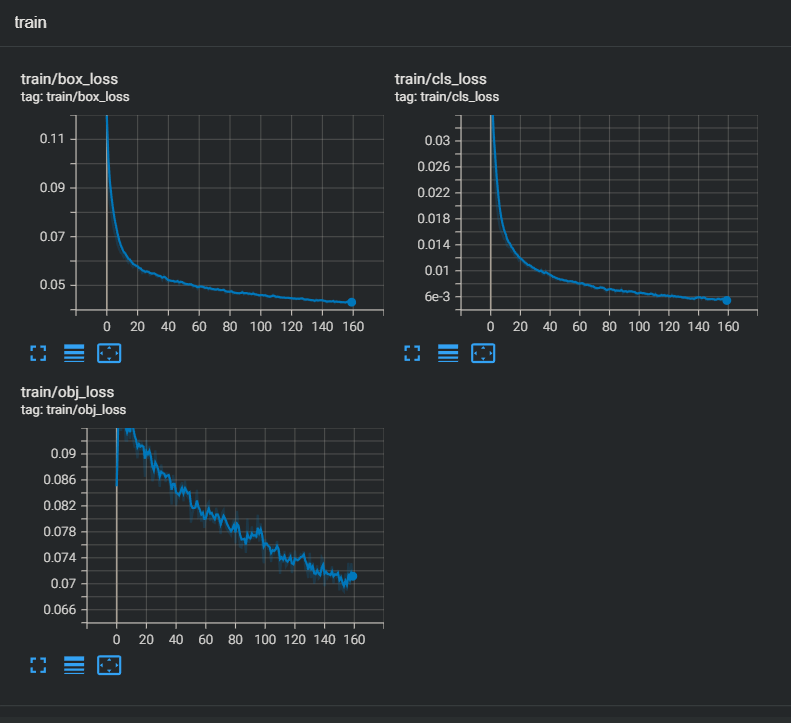 train
train/box_loss
tag: train/box_loss
0.11
0.09
0.07
0.05
0 20 40 60 80 100 120 140 160
train/cls_loss
tag: train/cls_loss
0.03
0.026
0.022
0.018
0.014
0.01
6e-3
0 20 40 60 80 100 120 140 160
train/obj_loss
tag: train/obj_loss
0.09
0.086
0.082
0.078
0.074
0.07
0.066
0 20 40 60 80 100 120 140 160